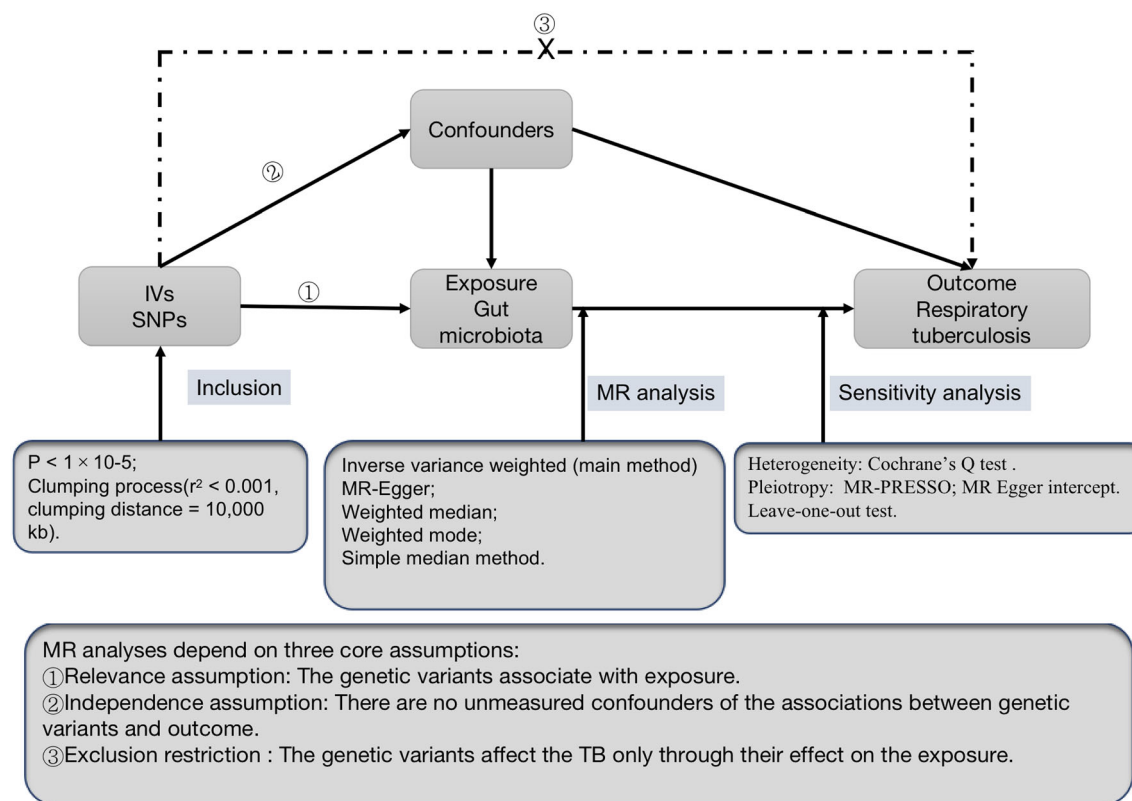 ③
X
Confounders
②
IVs
SNPs
①
Exposure
Gut
microbiota
Outcome
Respiratory
tuberculosis
Inclusion
MR analysis
Sensitivity analysis
P < 1 × 10-5;
Clumping process(r² < 0.001,
clumping distance = 10,000
kb).
Inverse variance weighted (main method)
MR-Egger;
Weighted median;
Weighted mode;
Simple median method.
Heterogeneity: Cochrane’s Q test .
Pleiotropy: MR-PRESSO; MR Egger intercept.
Leave-one-out test.
MR analyses depend on three core assumptions:
①Relevance assumption: The genetic variants associate with exposure.
②Independence assumption: There are no unmeasured confounders of the associations between genetic
variants and outcome.
③Exclusion restriction : The genetic variants affect the TB only through their effect on the exposure.